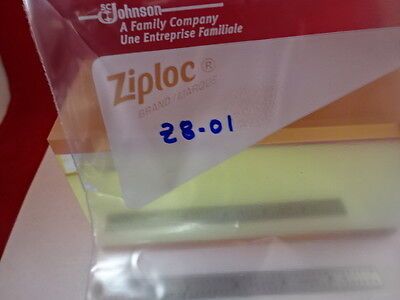 SC Johnson
A Family Company
Une Entreprise Familiale
Ziploc ®
BRAND / MARQUE
Z8-01